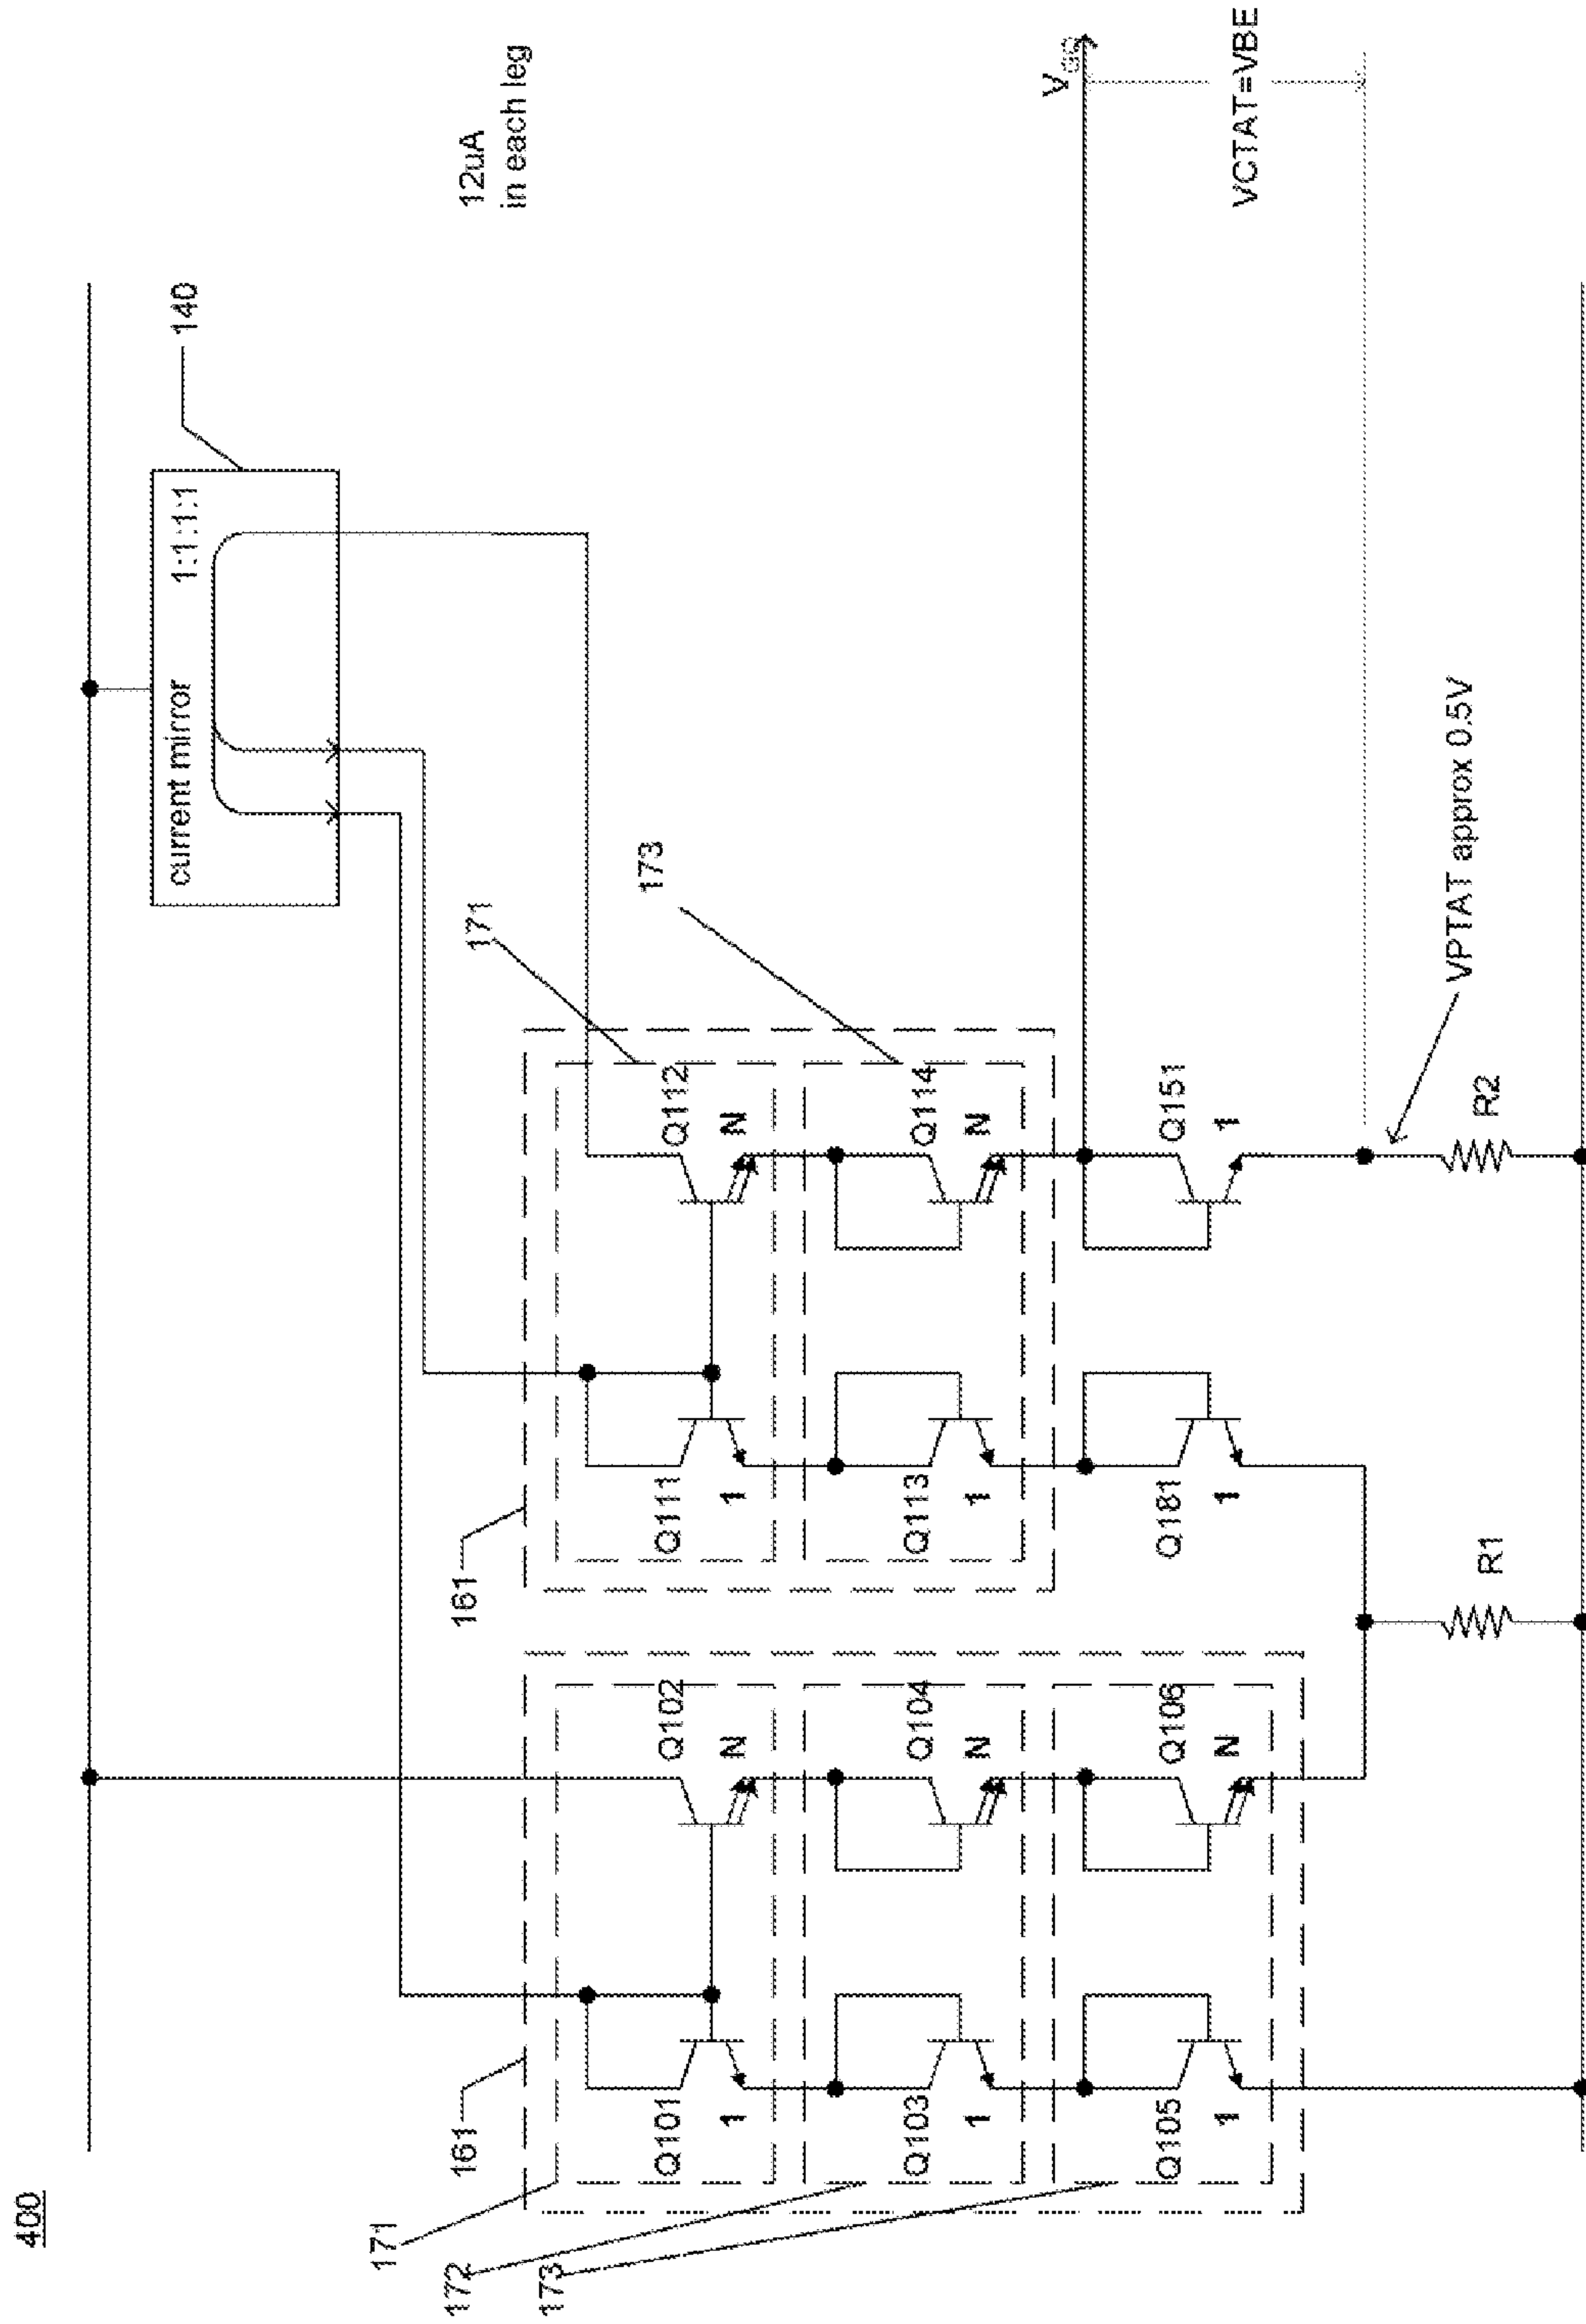 400
current mirror
1:1:1:1
140
12uA
in each leg
161
161
171
173
171
172
173
Q101
1
Q102
N
Q111
1
Q112
N
Q103
1
Q104
N
Q113
1
Q114
N
Q105
1
Q106
N
Q181
1
Q151
1
VCTAT=VBE
VPTAT approx 0.5V
R1
R2